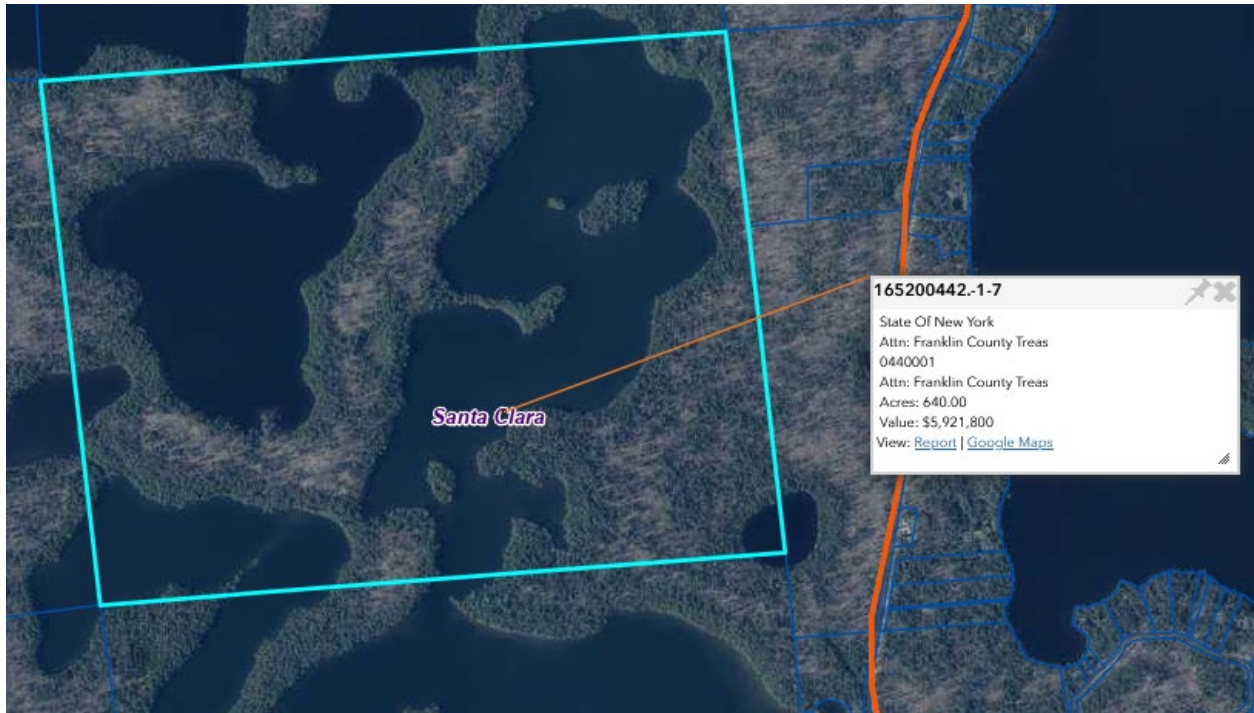 165200442.-1-7
State Of New York
Attn: Franklin County Treas
0440001
Attn: Franklin County Treas
Acres: 640.00
Value: $5,921,800
View: Report | Google Maps
Santa Clara